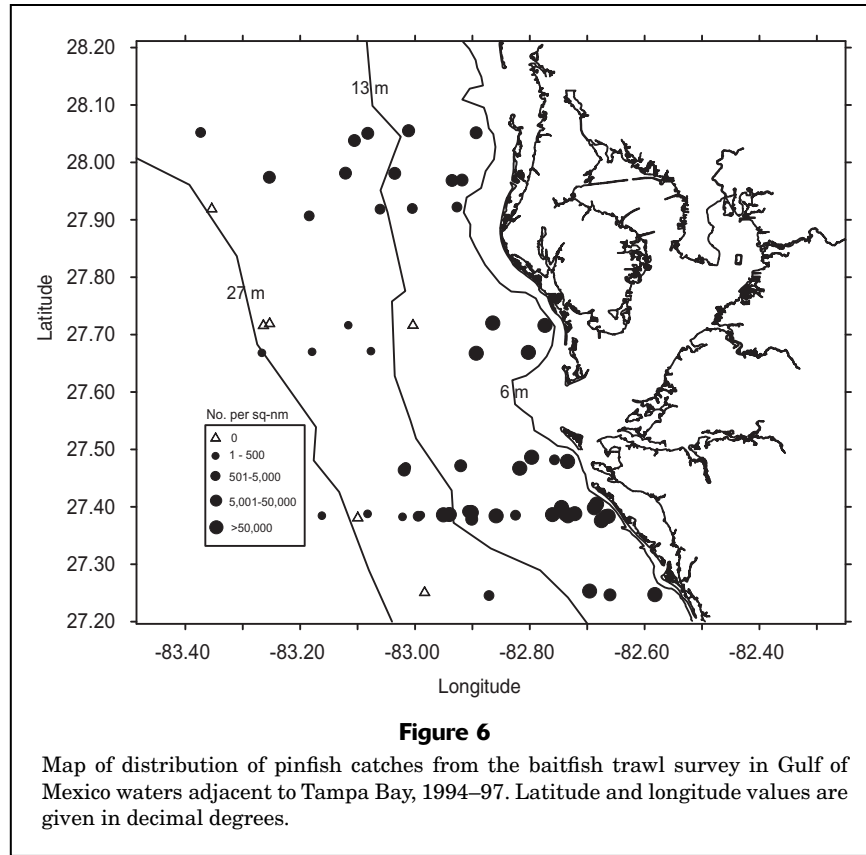 28.20
28.10
28.00
27.90
27.80
27.70
27.60
27.50
27.40
27.30
27.20
Latitude
13 m
27 m
6 m
No. per sq-nm
0
1 - 500
501-5,000
5,001-50,000
>50,000
-83.40 -83.20 -83.00 -82.80 -82.60 -82.40
Longitude
Figure 6
Map of distribution of pinfish catches from the baitfish trawl survey in Gulf of
Mexico waters adjacent to Tampa Bay, 1994–97. Latitude and longitude values are
given in decimal degrees.